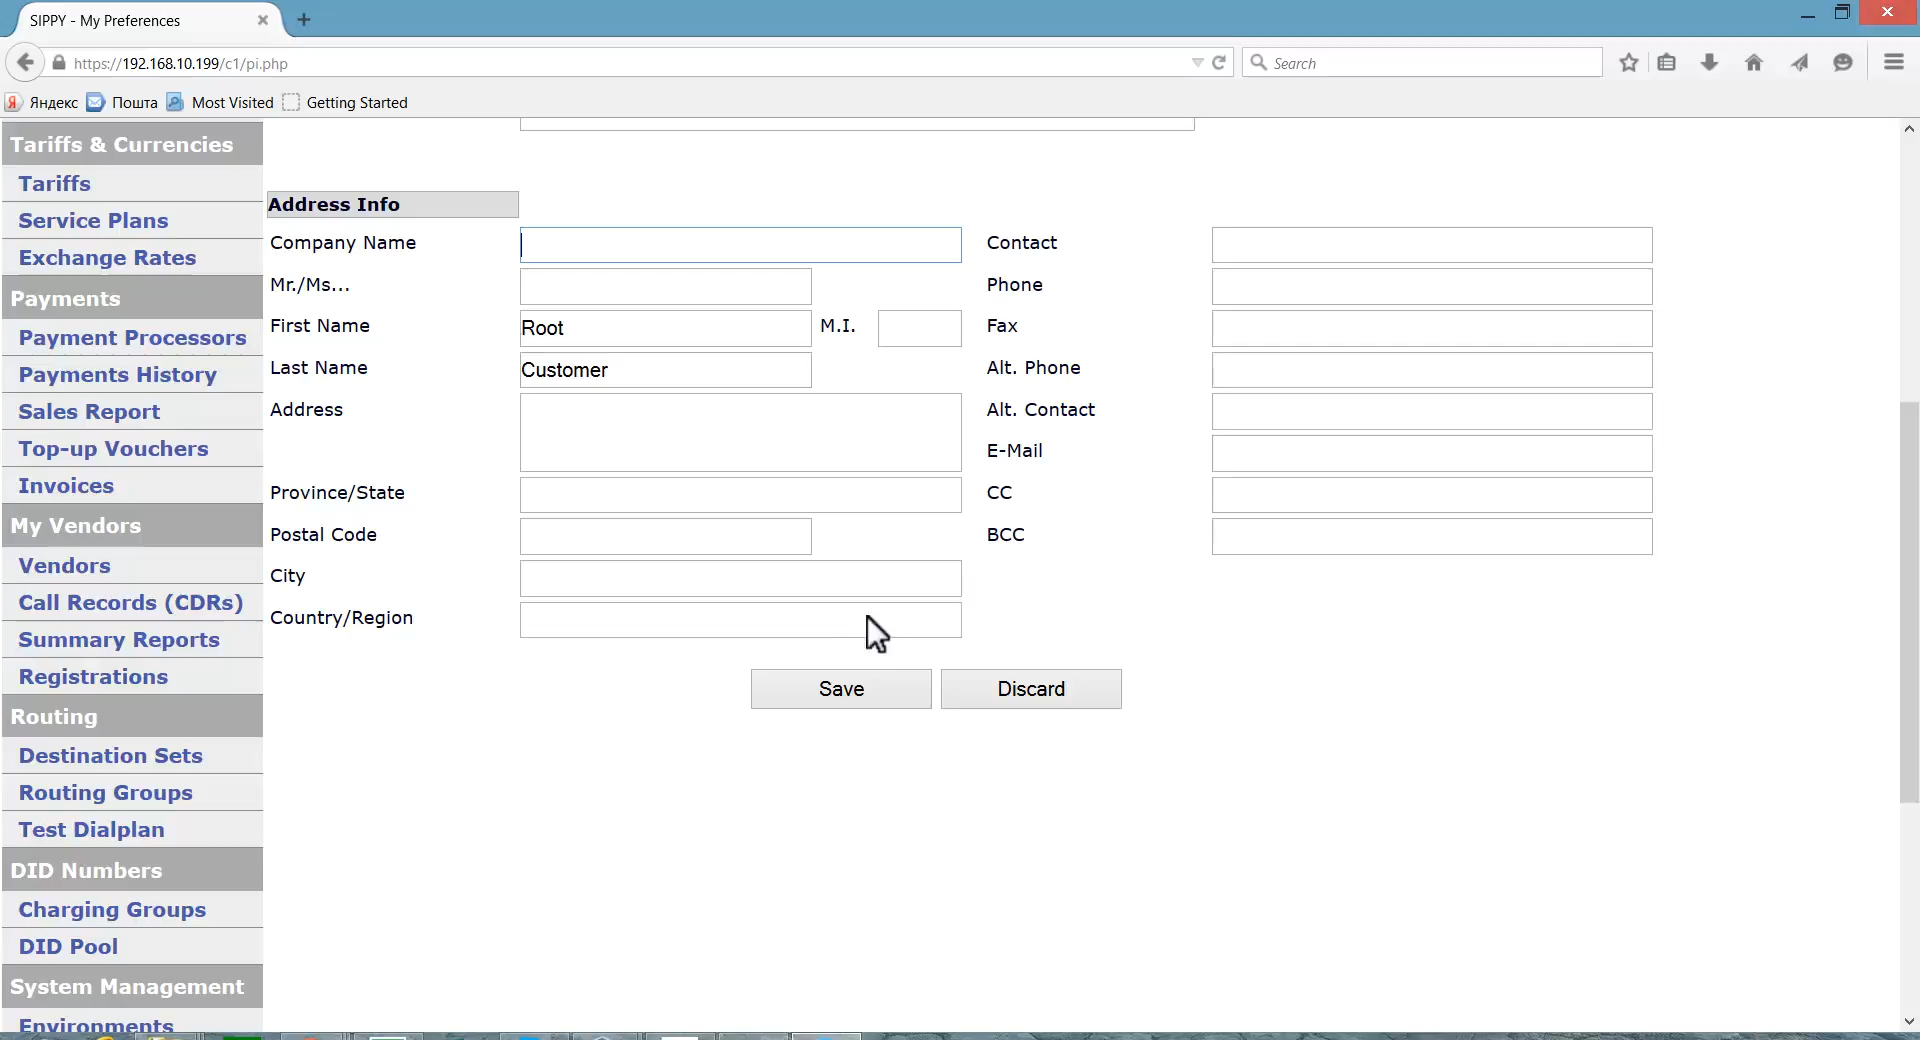 SIPPY - My Preferences
https://192.168.10.199/c1/pi.php
Search
Яндекс Пошта Most Visited Getting Started
Tariffs & Currencies
Tariffs
Service Plans
Exchange Rates
Payments
Payment Processors
Payments History
Sales Report
Top-up Vouchers
Invoices
My Vendors
Vendors
Call Records (CDRs)
Summary Reports
Registrations
Routing
Destination Sets
Routing Groups
Test Dialplan
DID Numbers
Charging Groups
DID Pool
System Management
Environments
Address Info
Company Name
Mr./Ms...
First Name Root M.I.
Last Name Customer
Address
Province/State
Postal Code
City
Country/Region
Contact
Phone
Fax
Alt. Phone
Alt. Contact
E-Mail
CC
BCC
Save Discard